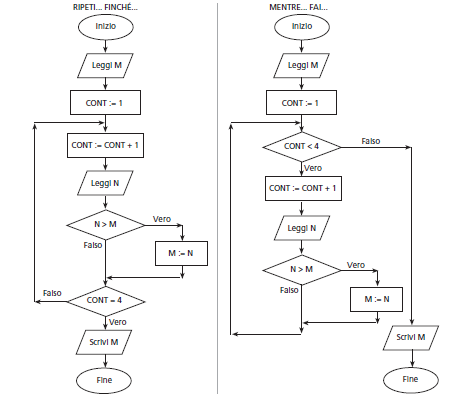 RIPETI... FINCHÉ...
Inizio
Leggi M
CONT := 1
CONT := CONT + 1
Leggi N
N > M
Vero
Falso
M := N
Falso
CONT = 4
Vero
Scrivi M
Fine
MENTRE... FAI...
Inizio
Leggi M
CONT := 1
CONT < 4
Falso
Vero
CONT := CONT + 1
Leggi N
N > M
Vero
Falso
M := N
Scrivi M
Fine